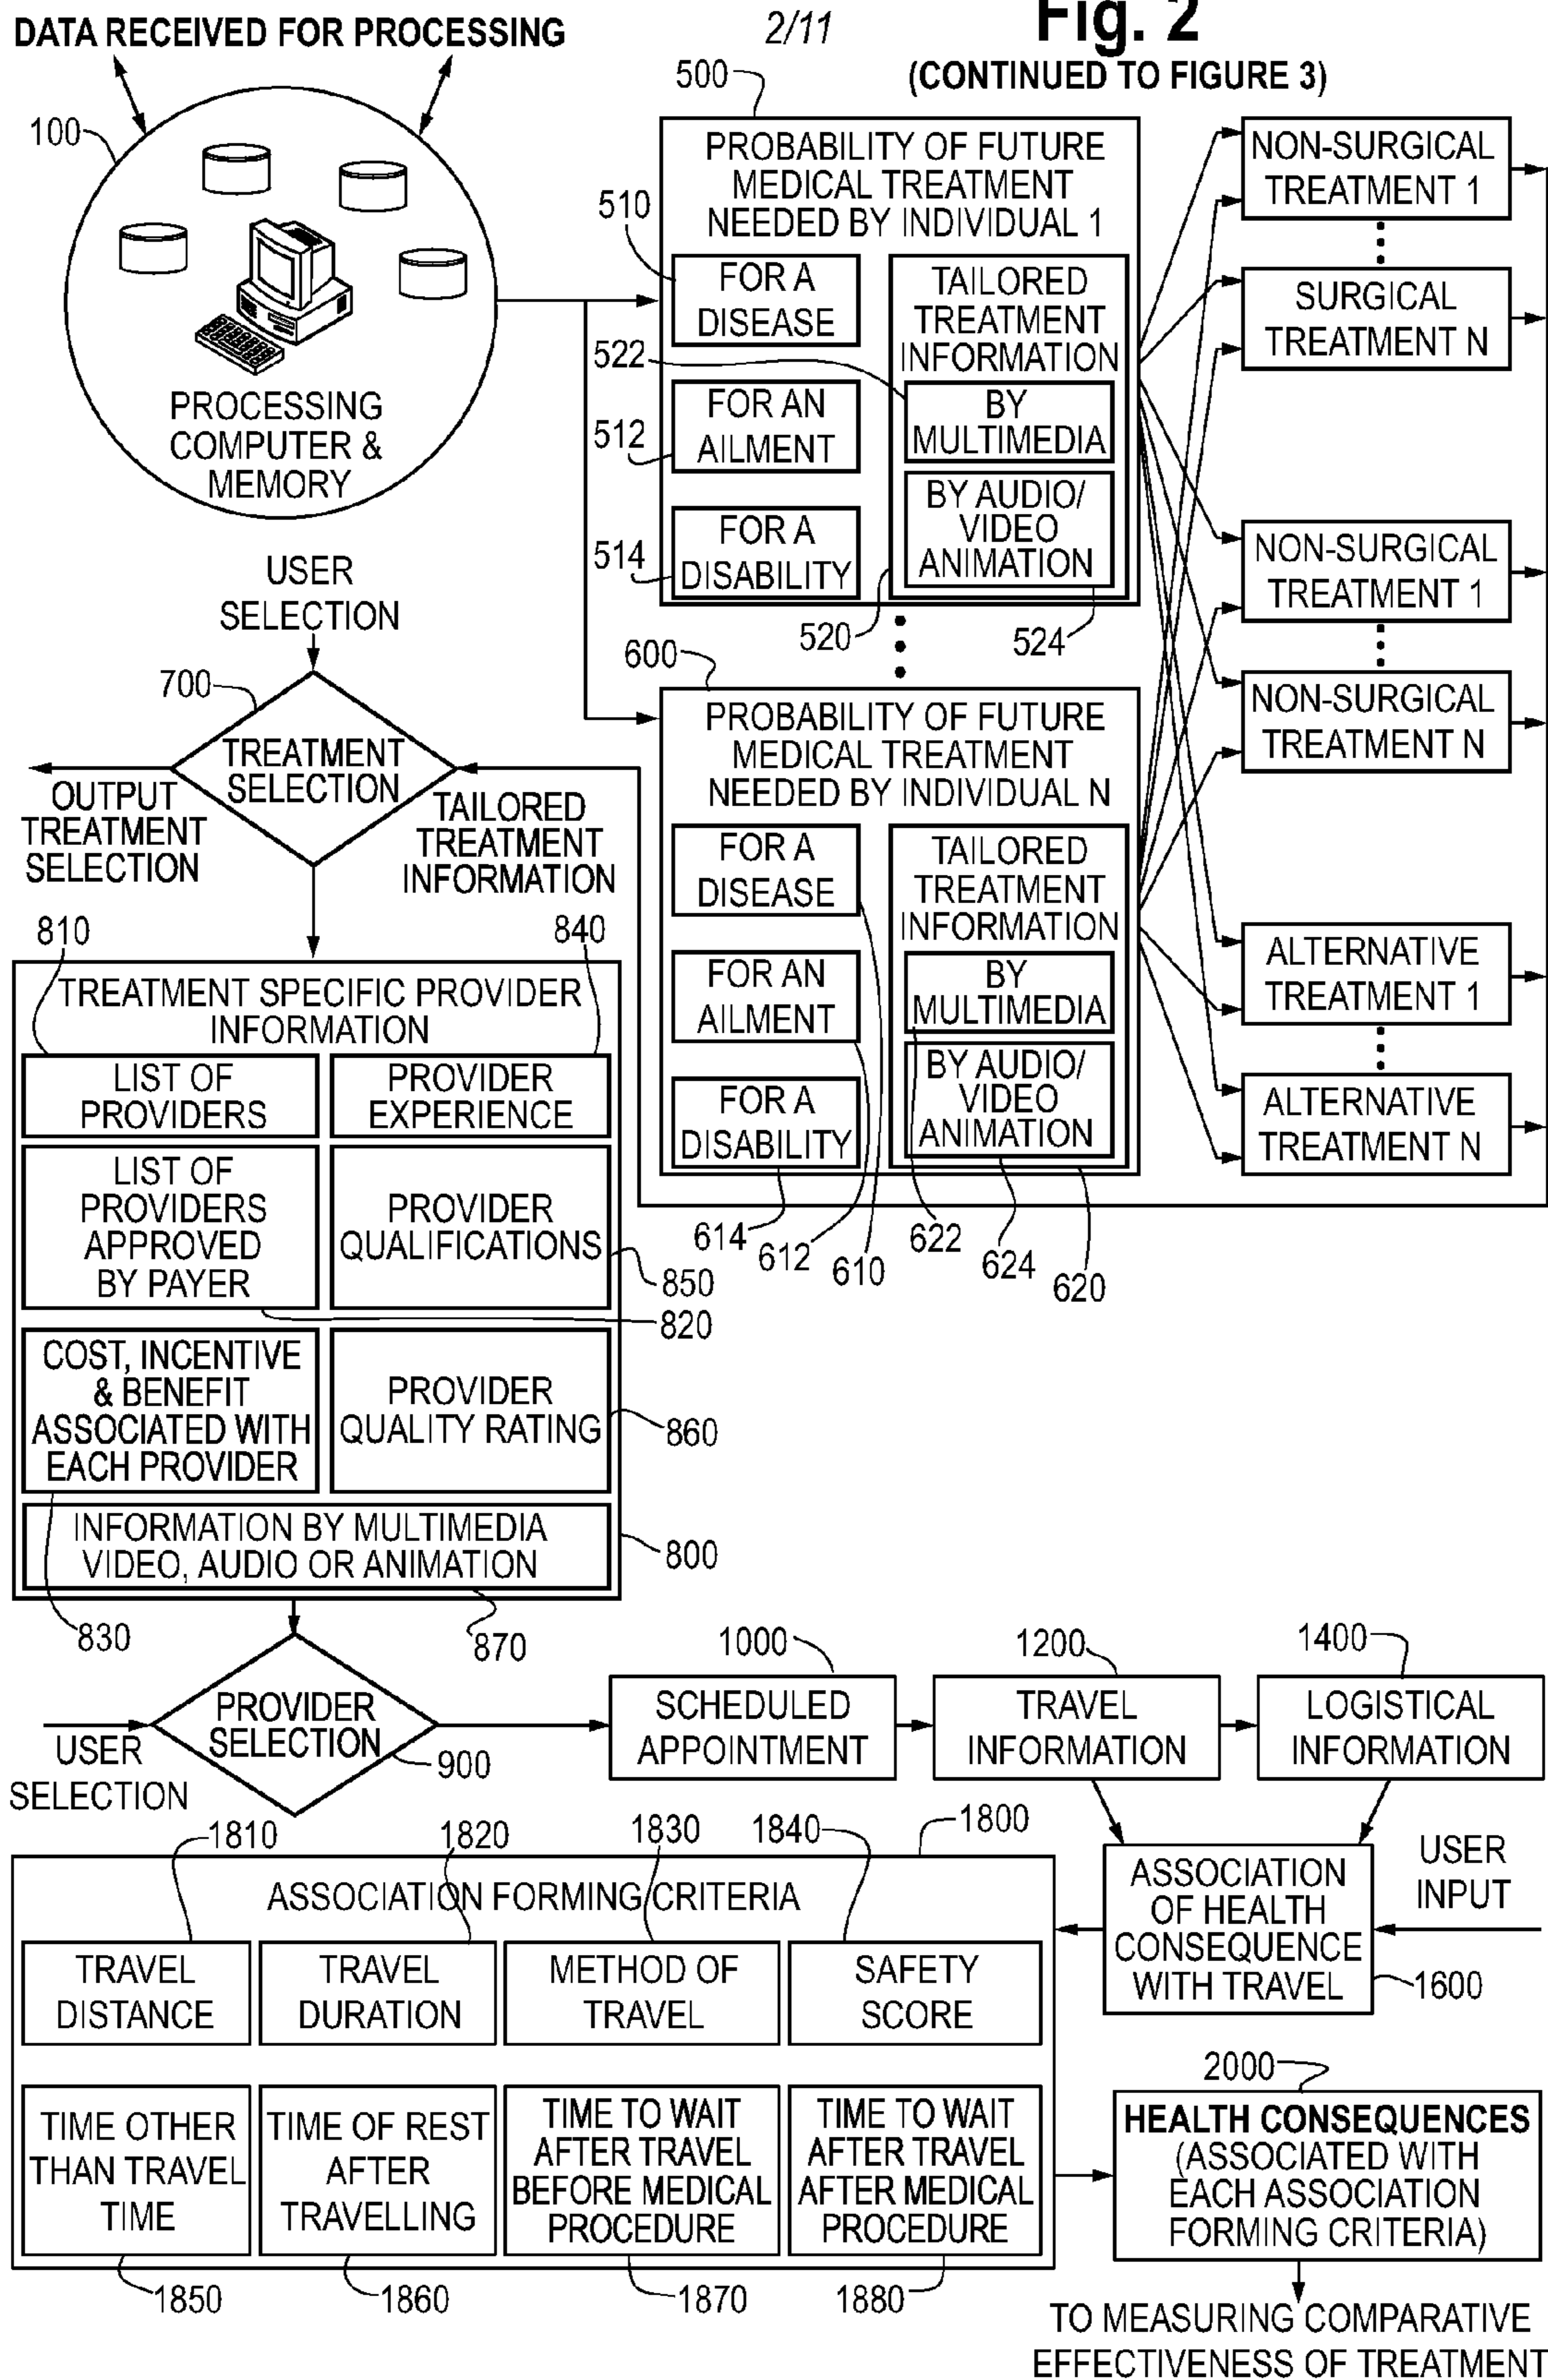 DATA RECEIVED FOR PROCESSING
2/11
Fig. 2
(CONTINUED TO FIGURE 3)
100
PROCESSING
COMPUTER &
MEMORY
500
PROBABILITY OF FUTURE
MEDICAL TREATMENT
NEEDED BY INDIVIDUAL 1
510
FOR A
DISEASE
512
FOR AN
AILMENT
514
FOR A
DISABILITY
TAILORED
TREATMENT
INFORMATION
522
BY
MULTIMEDIA
BY AUDIO/
VIDEO
ANIMATION
520
524
NON-SURGICAL
TREATMENT 1
SURGICAL
TREATMENT N
NON-SURGICAL
TREATMENT 1
NON-SURGICAL
TREATMENT N
ALTERNATIVE
TREATMENT 1
ALTERNATIVE
TREATMENT N
600
PROBABILITY OF FUTURE
MEDICAL TREATMENT
NEEDED BY INDIVIDUAL N
FOR A
DISEASE
FOR AN
AILMENT
FOR A
DISABILITY
TAILORED
TREATMENT
INFORMATION
BY
MULTIMEDIA
BY AUDIO/
VIDEO
ANIMATION
614
612
610
622
624
620
USER
SELECTION
700
TREATMENT
SELECTION
OUTPUT
TREATMENT
SELECTION
TAILORED
TREATMENT
INFORMATION
810
840
TREATMENT SPECIFIC PROVIDER
INFORMATION
LIST OF
PROVIDERS
PROVIDER
EXPERIENCE
LIST OF
PROVIDERS
APPROVED
BY PAYER
PROVIDER
QUALIFICATIONS
850
820
COST, INCENTIVE
& BENEFIT
ASSOCIATED WITH
EACH PROVIDER
PROVIDER
QUALITY RATING
860
INFORMATION BY MULTIMEDIA
VIDEO, AUDIO OR ANIMATION
800
830
870
USER
SELECTION
PROVIDER
SELECTION
900
1000
SCHEDULED
APPOINTMENT
1200
TRAVEL
INFORMATION
1400
LOGISTICAL
INFORMATION
ASSOCIATION
OF HEALTH
CONSEQUENCE
WITH TRAVEL
USER
INPUT
1600
1810
1820
1830
1840
1800
ASSOCIATION FORMING CRITERIA
TRAVEL
DISTANCE
TRAVEL
DURATION
METHOD OF
TRAVEL
SAFETY
SCORE
TIME OTHER
THAN TRAVEL
TIME
TIME OF REST
AFTER
TRAVELLING
TIME TO WAIT
AFTER TRAVEL
BEFORE MEDICAL
PROCEDURE
TIME TO WAIT
AFTER TRAVEL
AFTER MEDICAL
PROCEDURE
1850
1860
1870
1880
2000
HEALTH CONSEQUENCES
(ASSOCIATED WITH
EACH ASSOCIATION
FORMING CRITERIA)
TO MEASURING COMPARATIVE
EFFECTIVENESS OF TREATMENT